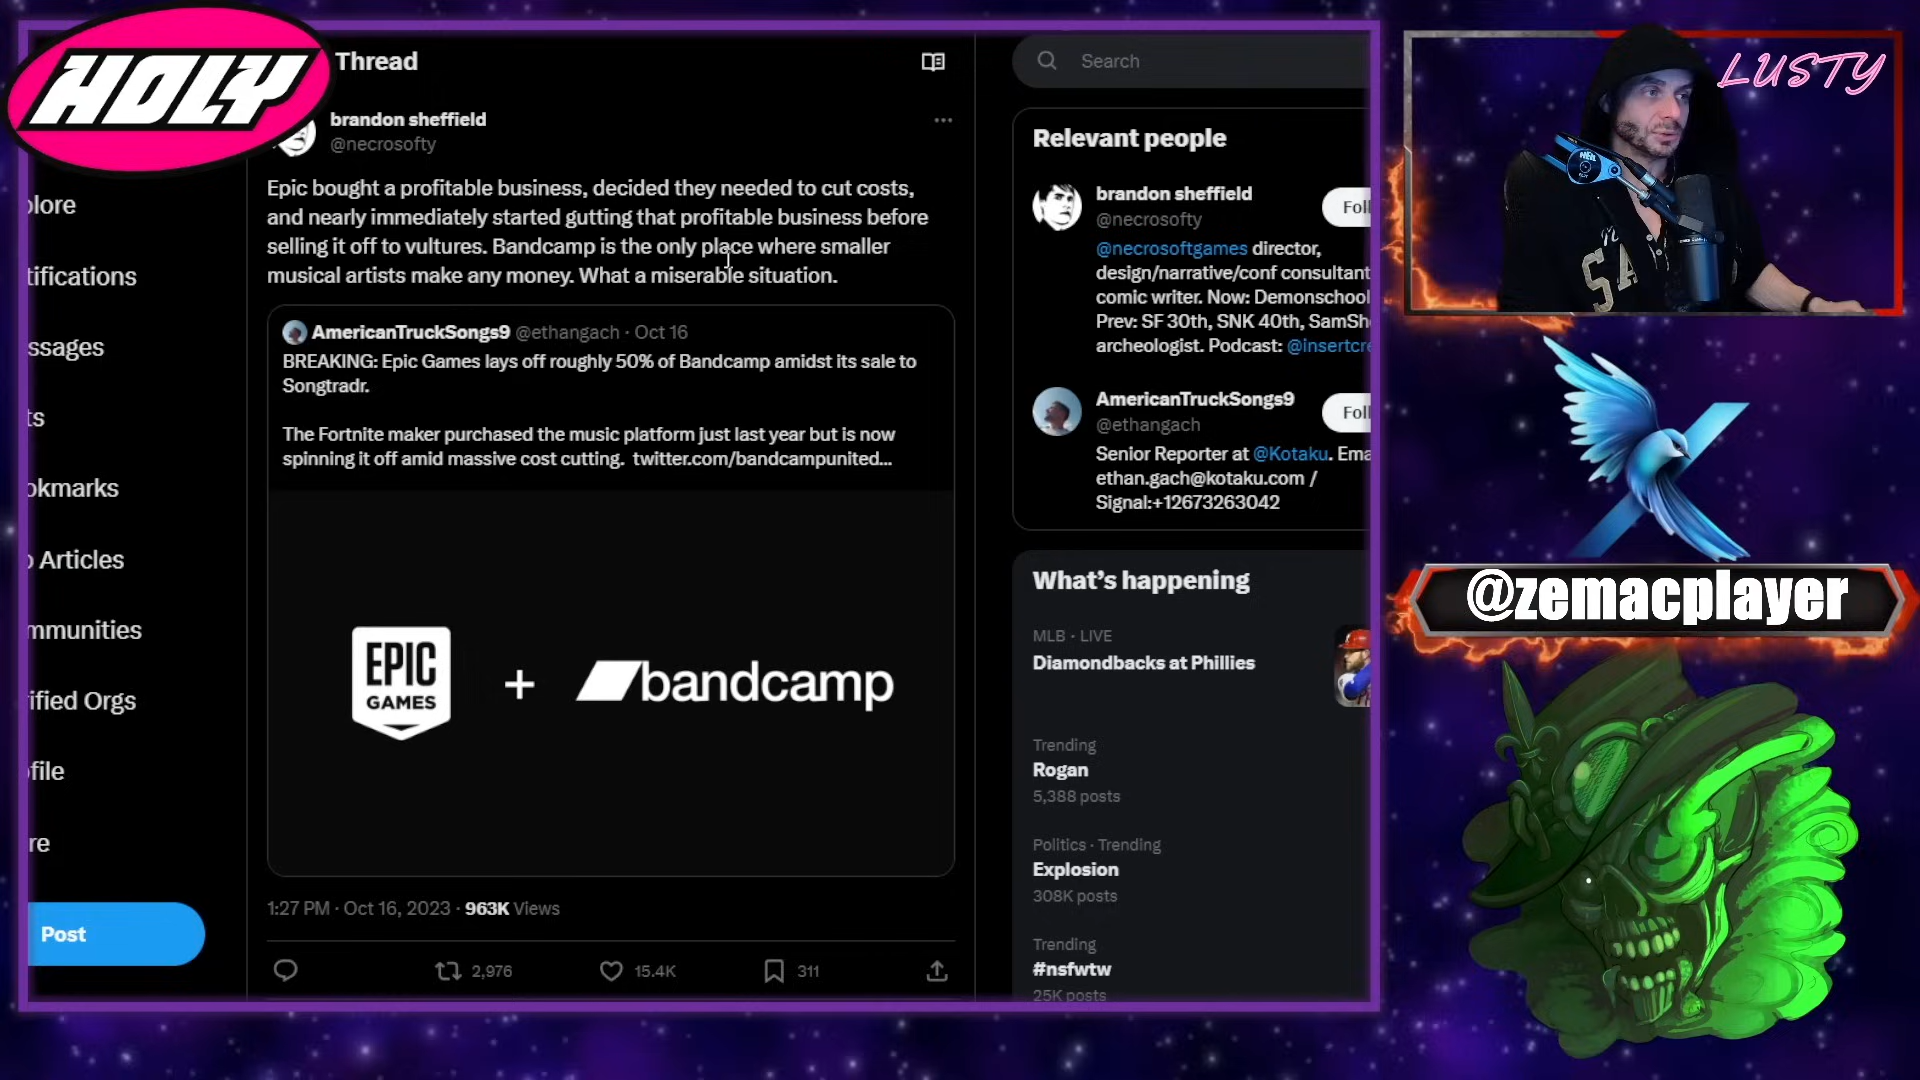 HOLY
Thread
brandon sheffield
@necrosofty
Epic bought a profitable business, decided they needed to cut costs,
and nearly immediately started gutting that profitable business before
selling it off to vultures. Bandcamp is the only place where smaller
musical artists make any money. What a miserable situation.
AmericanTruckSongs9 @ethangach · Oct 16
BREAKING: Epic Games lays off roughly 50% of Bandcamp amidst its sale to
Songtradr.
The Fortnite maker purchased the music platform just last year but is now
spinning it off amid massive cost cutting. twitter.com/bandcampunited...
EPIC
GAMES
+
bandcamp
1:27 PM · Oct 16, 2023 · 963K Views
2,976
15.4K
311
plore
tifications
ssages
ts
okmarks
o Articles
mmunities
rified Orgs
ofile
re
Post
Search
Relevant people
brandon sheffield
@necrosofty
Foll
@necrosoftgames director,
design/narrative/conf consultant
comic writer. Now: Demonschool
Prev: SF 30th, SNK 40th, SamSh
archeologist. Podcast: @insertcre
AmericanTruckSongs9
@ethangach
Foll
Senior Reporter at @Kotaku. Ema
ethan.gach@kotaku.com /
Signal:+12673263042
What's happening
MLB · LIVE
Diamondbacks at Phillies
Trending
Rogan
5,388 posts
Politics · Trending
Explosion
308K posts
Trending
#nsfwtw
25K posts
LUSTY
@zemacplayer